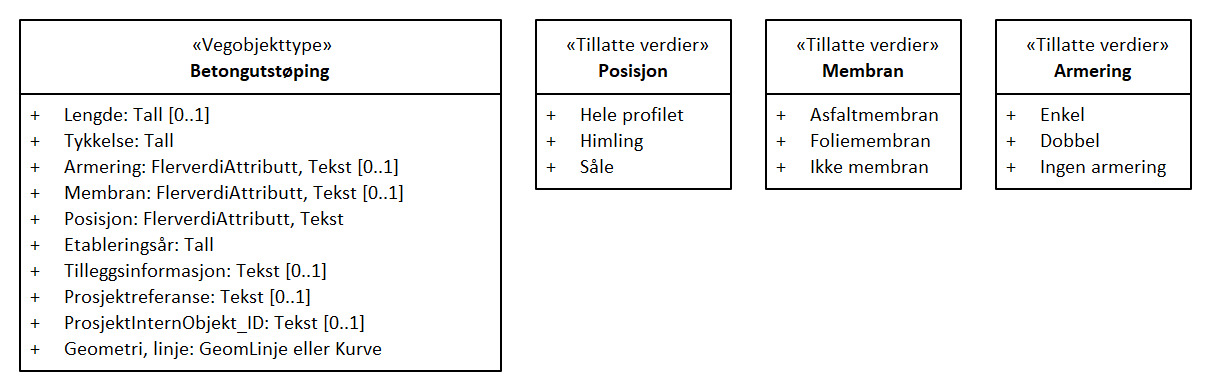 «Vegobjekttype»
Betongutstøping
+ Lengde: Tall [0..1]
+ Tykkelse: Tall
+ Armering: FlerverdiAttributt, Tekst [0..1]
+ Membran: FlerverdiAttributt, Tekst [0..1]
+ Posisjon: FlerverdiAttributt, Tekst
+ Etableringsår: Tall
+ Tilleggsinformasjon: Tekst [0..1]
+ Prosjektreferanse: Tekst [0..1]
+ ProsjektInternObjekt_ID: Tekst [0..1]
+ Geometri, linje: GeomLinje eller Kurve
«Tillatte verdier»
Posisjon
+ Hele profilet
+ Himling
+ Såle
«Tillatte verdier»
Membran
+ Asfaltmembran
+ Foliemembran
+ Ikke membran
«Tillatte verdier»
Armering
+ Enkel
+ Dobbel
+ Ingen armering